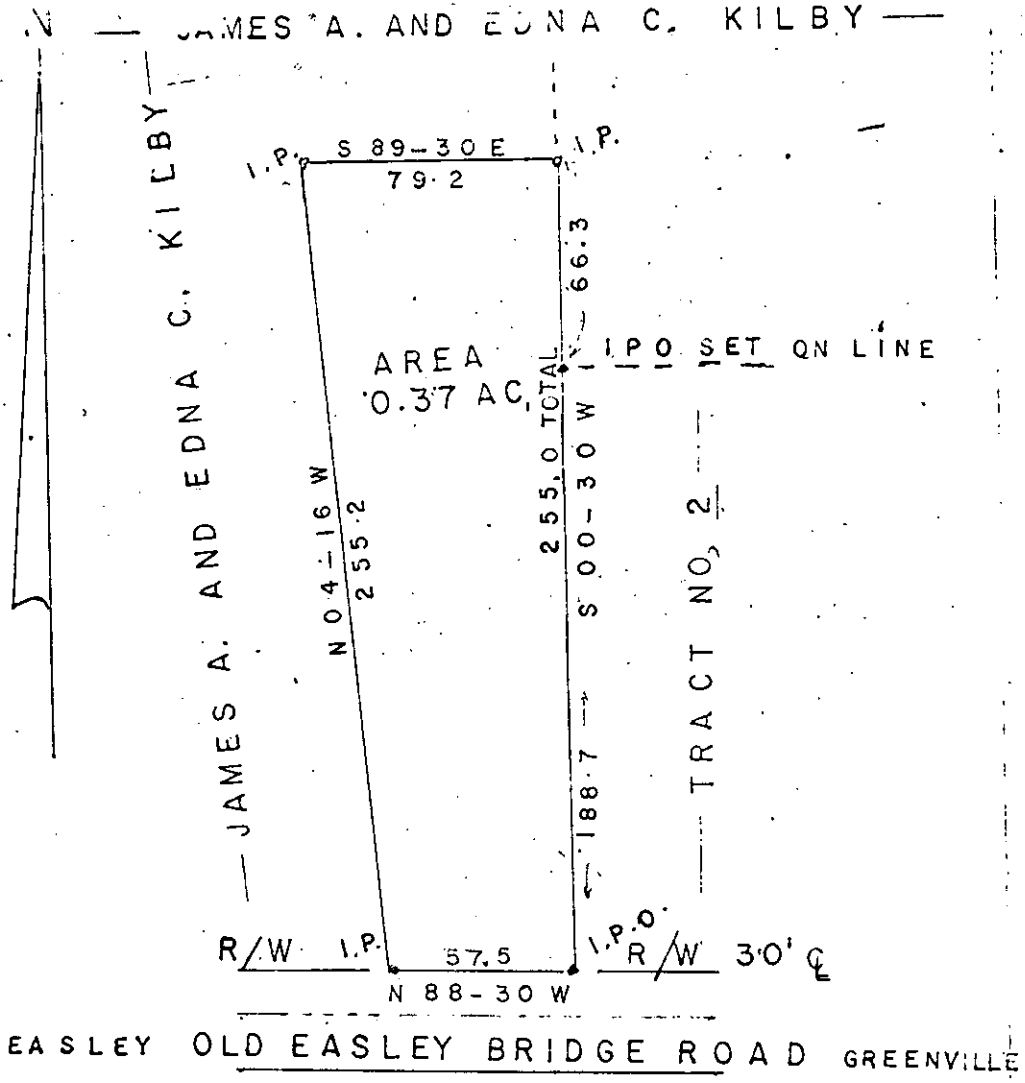 N — JAMES A. AND EDNA C. KILBY —
— JAMES A. AND EDNA C. KILBY —
I.P.
S 89-30 E
79.2
I.P.
66.3
AREA
0.37 AC.
I P O SET ON LINE
255.0 TOTAL
S 00-30 W
N 04-16 W
255.2
188.7
— TRACT NO. 2 —
R/W
I.P.
57.5
N 88-30 W
I.P.O.
R/W 30' ℄
EASLEY OLD EASLEY BRIDGE ROAD GREENVILLE